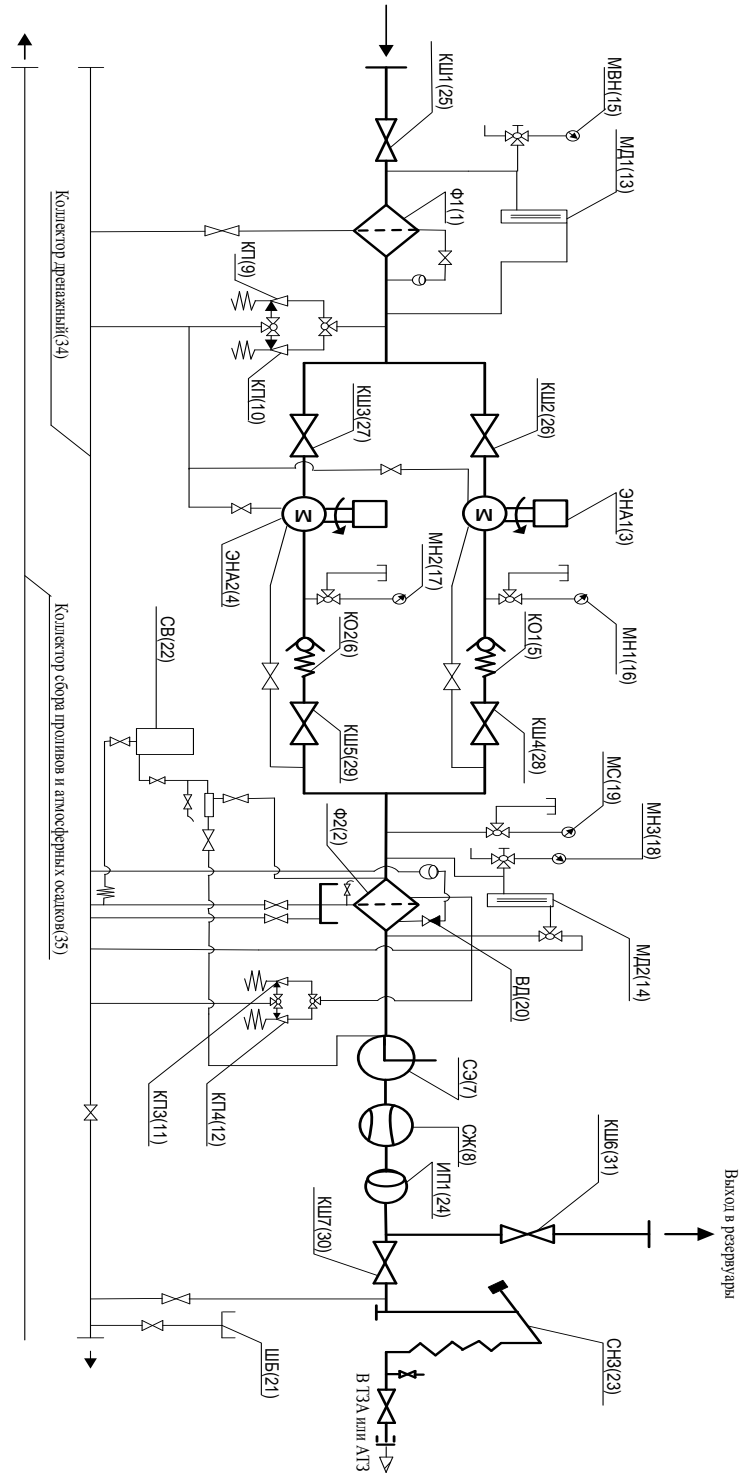 МВН(15)
МД1(13)
КШ1(25)
Ф1(1)
КП(9)
КП(10)
Коллектор дренажный(34)
КШ2(26)
КШ3(27)
ЭНА1(3)
М
М
ЭНА2(4)
МН1(16)
МН2(17)
КО1(5)
КО2(6)
КШ4(28)
КШ5(29)
СВ(22)
Коллектор сбора проливов и атмосферных осадков(35)
МС(19)
МН3(18)
МД2(14)
Ф2(2)
ВД(20)
КП3(11)
КП4(12)
СЭ(7)
СЖ(8)
ИП1(24)
КШ6(31)
КШ7(30)
Выход в резервуары
СНЗ(23)
ШБ(21)
В ТЗА или АТЗ